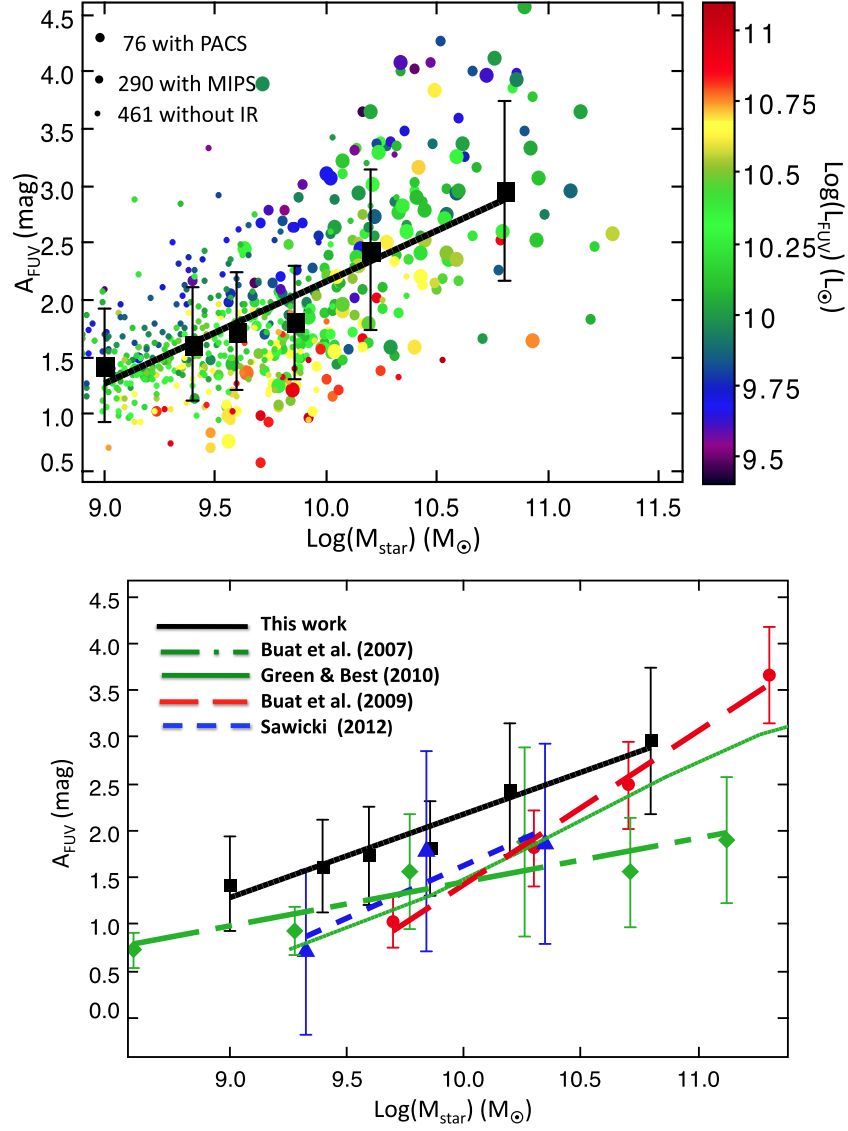 4.5
4.0
3.5
3.0
2.5
2.0
1.5
1.0
0.5
A_FUV (mag)
76 with PACS
290 with MIPS
461 without IR
9.0 9.5 10.0 10.5 11.0 11.5
Log(M_star) (M_⊙)
11
10.75
10.5
10.25
10
9.75
9.5
Log(L_FUV) (L_⊙)
4.5
4.0
3.5
3.0
2.5
2.0
1.5
1.0
0.5
0.0
A_FUV (mag)
This work
Buat et al. (2007)
Green & Best (2010)
Buat et al. (2009)
Sawicki (2012)
9.0 9.5 10.0 10.5 11.0
Log(M_star) (M_⊙)